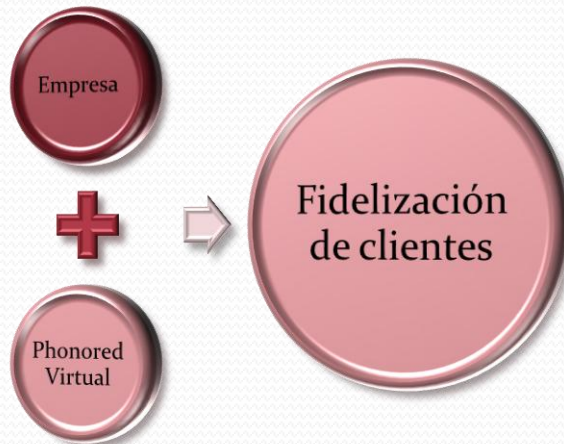 Empresa
Phonored
Virtual
Fidelización
de clientes